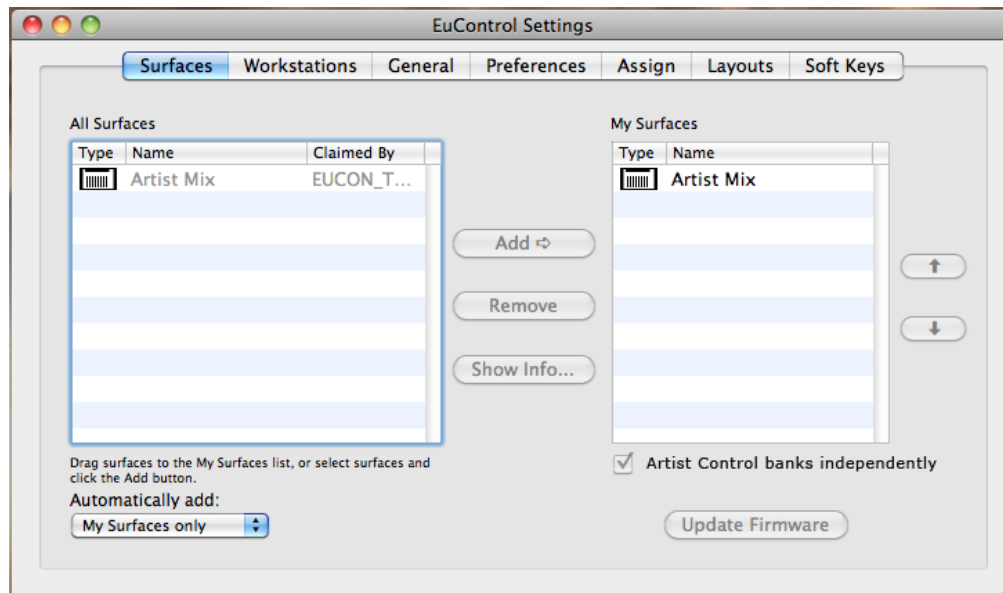 EuControl Settings
Surfaces Workstations General Preferences Assign Layouts Soft Keys
All Surfaces
Type Name Claimed By
Artist Mix EUCON_T...
Add
Remove
Show Info...
Drag surfaces to the My Surfaces list, or select surfaces and
click the Add button.
Automatically add:
My Surfaces only
My Surfaces
Type Name
Artist Mix
Artist Control banks independently
Update Firmware